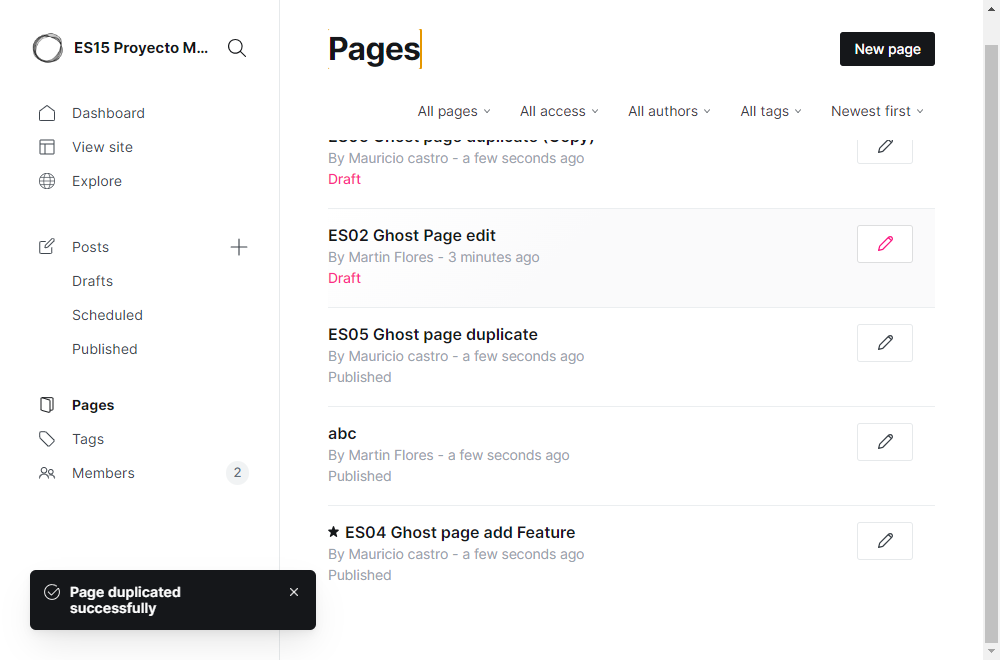 ES15 Proyecto M...
Dashboard
View site
Explore
Posts
Drafts
Scheduled
Published
Pages
Tags
Members
2
Page duplicated
successfully
Pages
New page
All pages
All access
All authors
All tags
Newest first
Ghost page duplicate (Copy)
By Mauricio castro - a few seconds ago
Draft
ES02 Ghost Page edit
By Martin Flores - 3 minutes ago
Draft
ES05 Ghost page duplicate
By Mauricio castro - a few seconds ago
Published
abc
By Martin Flores - a few seconds ago
Published
ES04 Ghost page add Feature
By Mauricio castro - a few seconds ago
Published